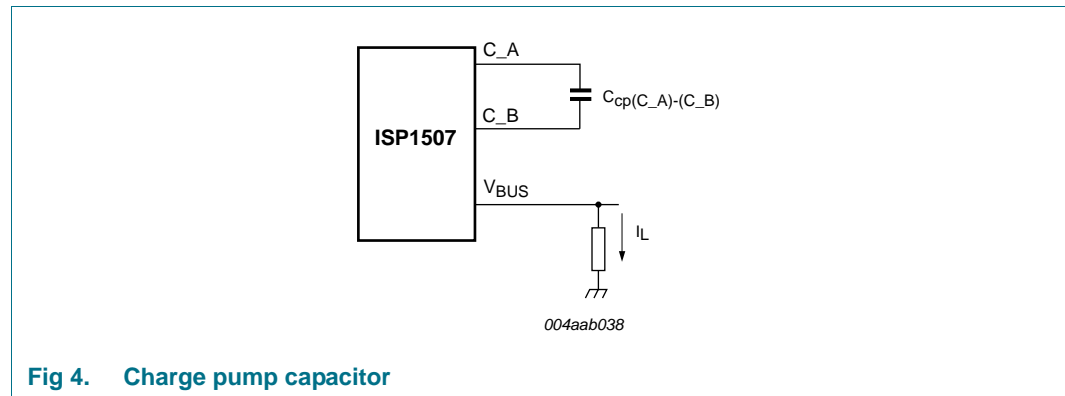 C_A
Ccp(C_A)-(C_B)
C_B
ISP1507
VBUS
IL
004aab038
Fig 4. Charge pump capacitor